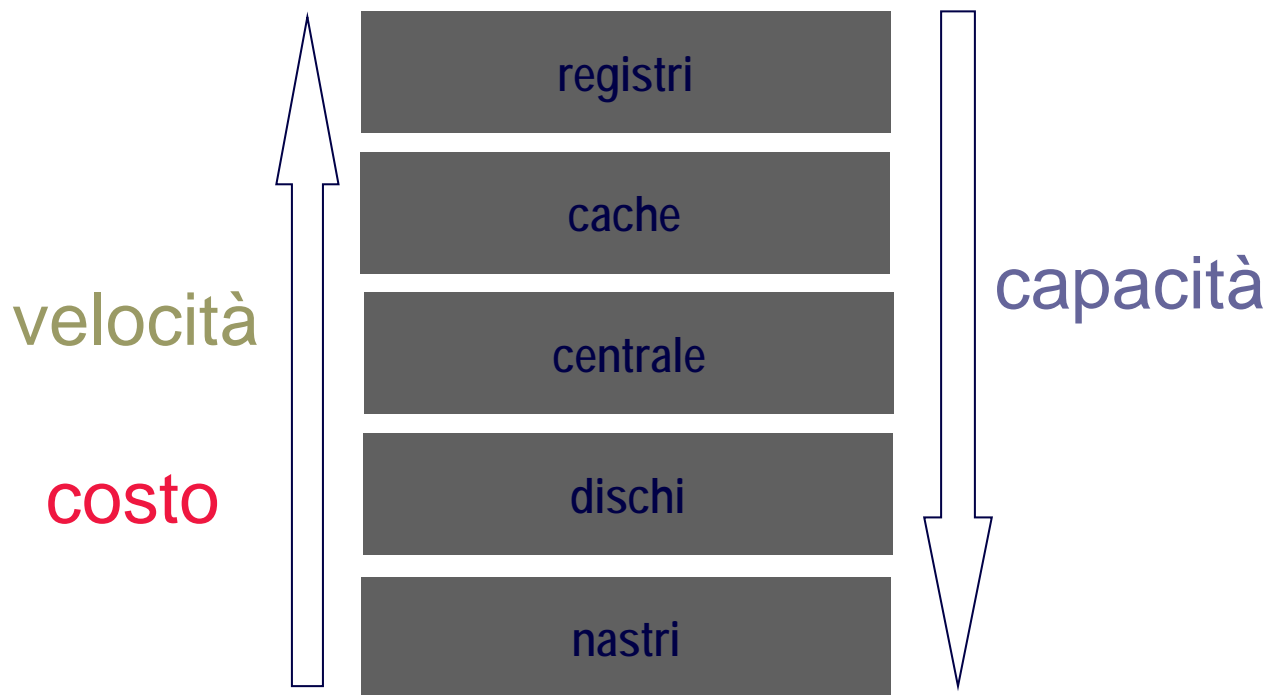 registri
cache
velocità
capacità
centrale
costo
dischi
nastri